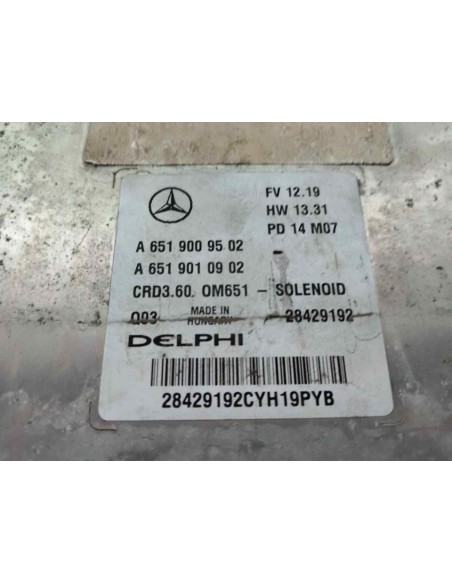 FV 12.19
HW 13.31
PD 14 M07
A 651 900 95 02
A 651 901 09 02
CRD3.60. OM651 - SOLENOID
Q03 MADE IN HUNGARY 28429192
DELPHI
28429192CYH19PYB